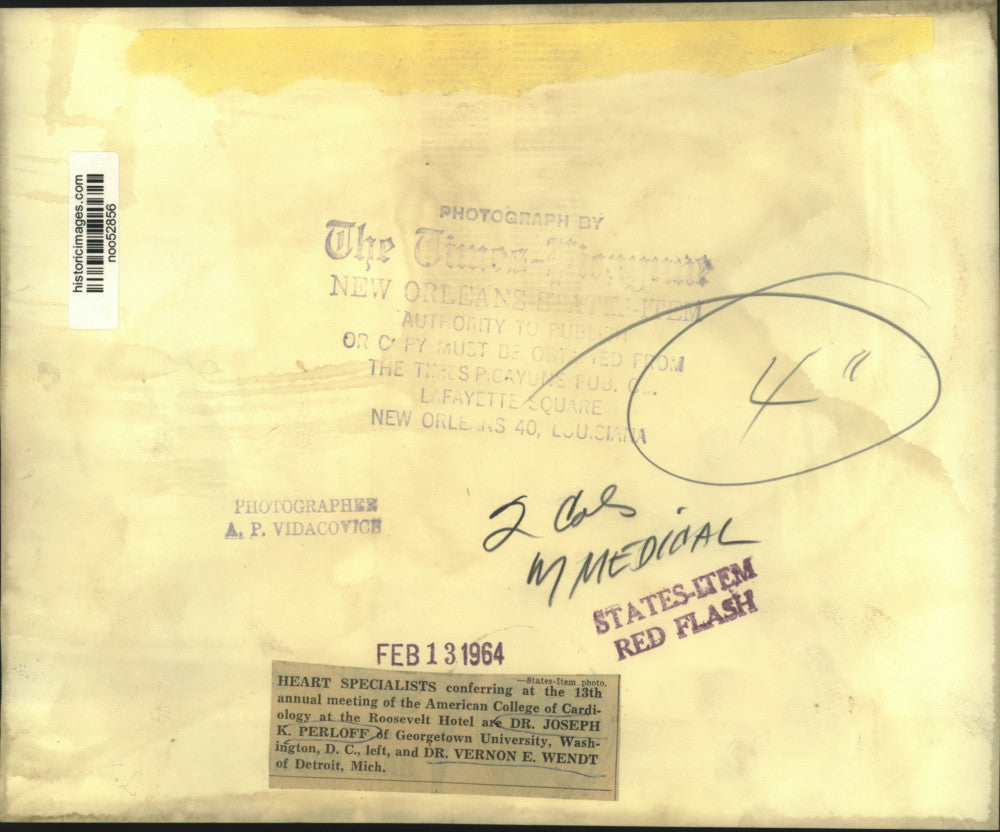 historicimages.com
noo52856
PHOTOGRAPH BY
The Times-Picayune
NEW ORLEANS STATES-ITEM
AUTHORITY TO PUBLISH
OR COPY MUST BE OBTAINED FROM
THE TIMES PICAYUNE PUB. CO.
LAFAYETTE SQUARE
NEW ORLEANS 40, LOUISIANA
4"
PHOTOGRAPHER
A. P. VIDACOVICH
2 Cols
M MEDICAL
STATES-ITEM
RED FLASH
FEB 13 1964
—States-Item photo.
HEART SPECIALISTS conferring at the 13th
annual meeting of the American College of Cardi-
ology at the Roosevelt Hotel are DR. JOSEPH
K. PERLOFF of Georgetown University, Wash-
ington, D. C., left, and DR. VERNON E. WENDT
of Detroit, Mich.